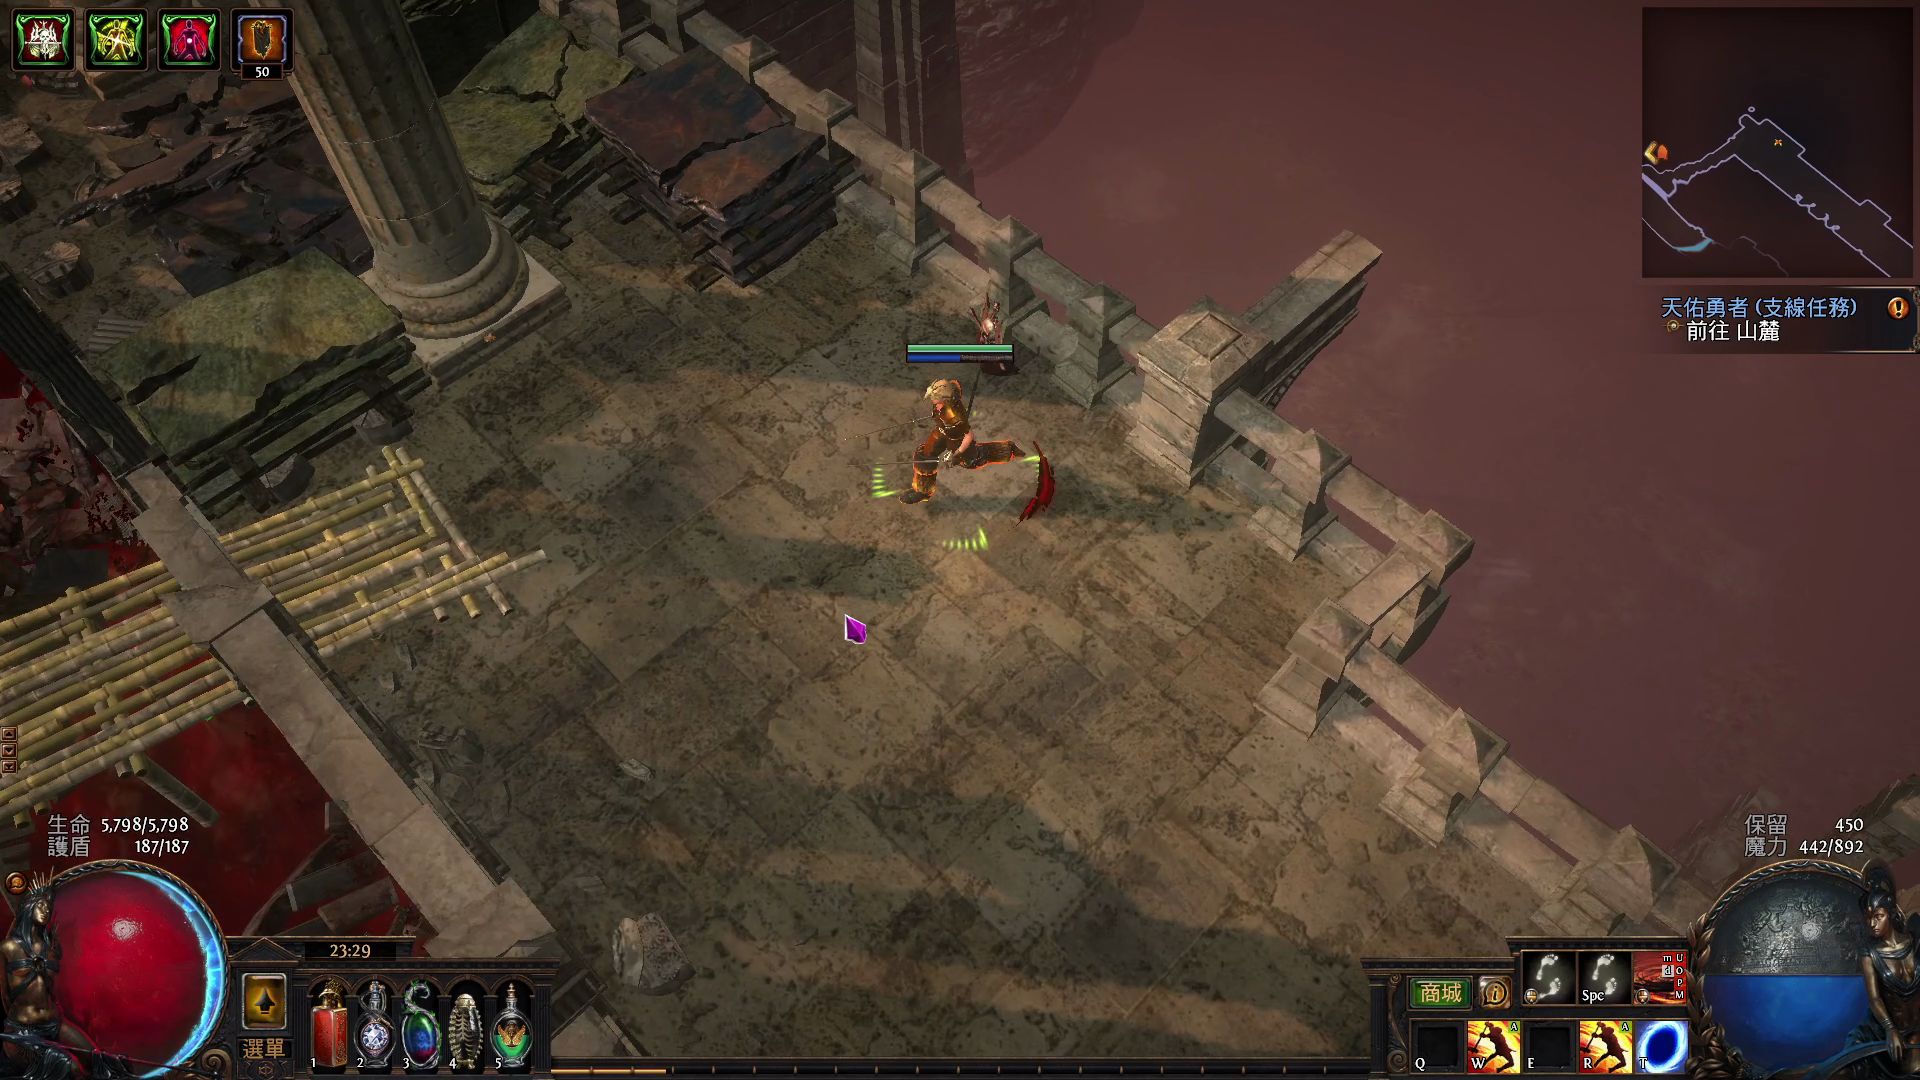 50
天佑勇者 (支線任務)
前往 山麓
生命 5,798/5,798
護盾 187/187
保留 450
魔力 442/892
23:29
選單
1 2 3 4 5
商城
Spc
m U
d O
P
M
Q W A E R A T